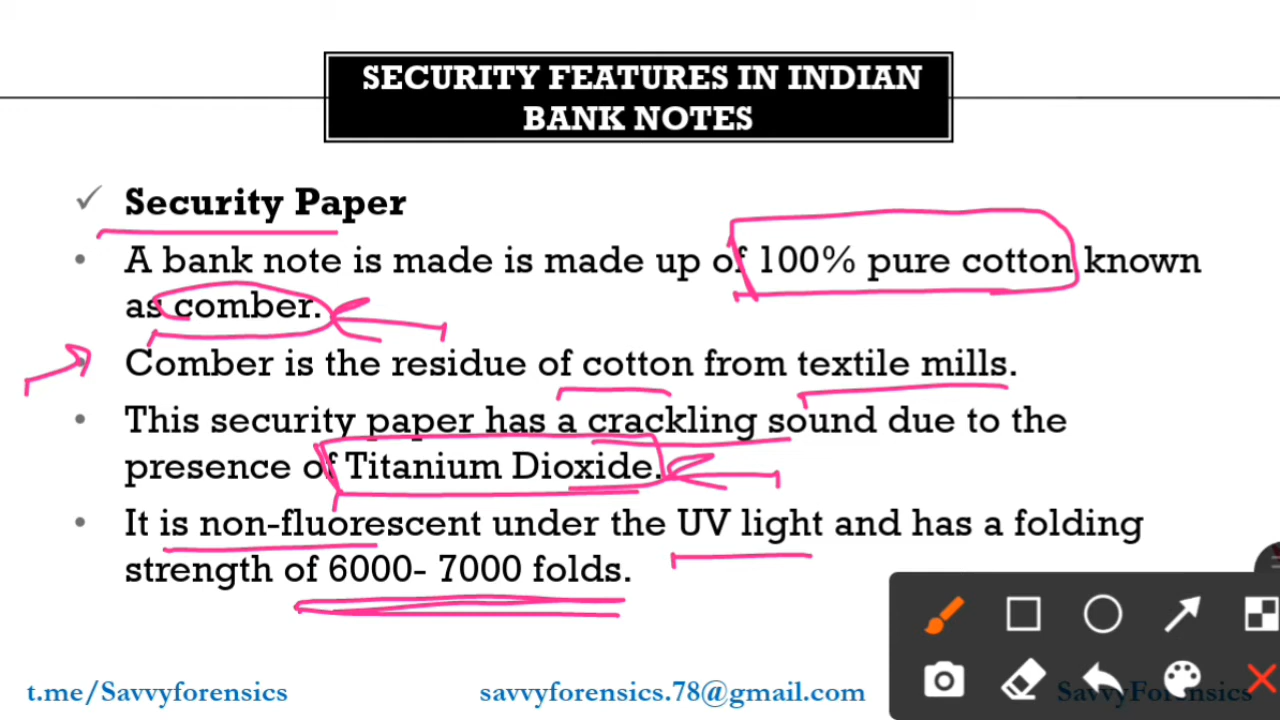 SECURITY FEATURES IN INDIAN
BANK NOTES
Security Paper
A bank note is made is made up of 100% pure cotton known
as comber.
Comber is the residue of cotton from textile mills.
This security paper has a crackling sound due to the
presence of Titanium Dioxide.
It is non-fluorescent under the UV light and has a folding
strength of 6000- 7000 folds.
t.me/Savvyforensics
savvyforensics.78@gmail.com
SavvyForensics